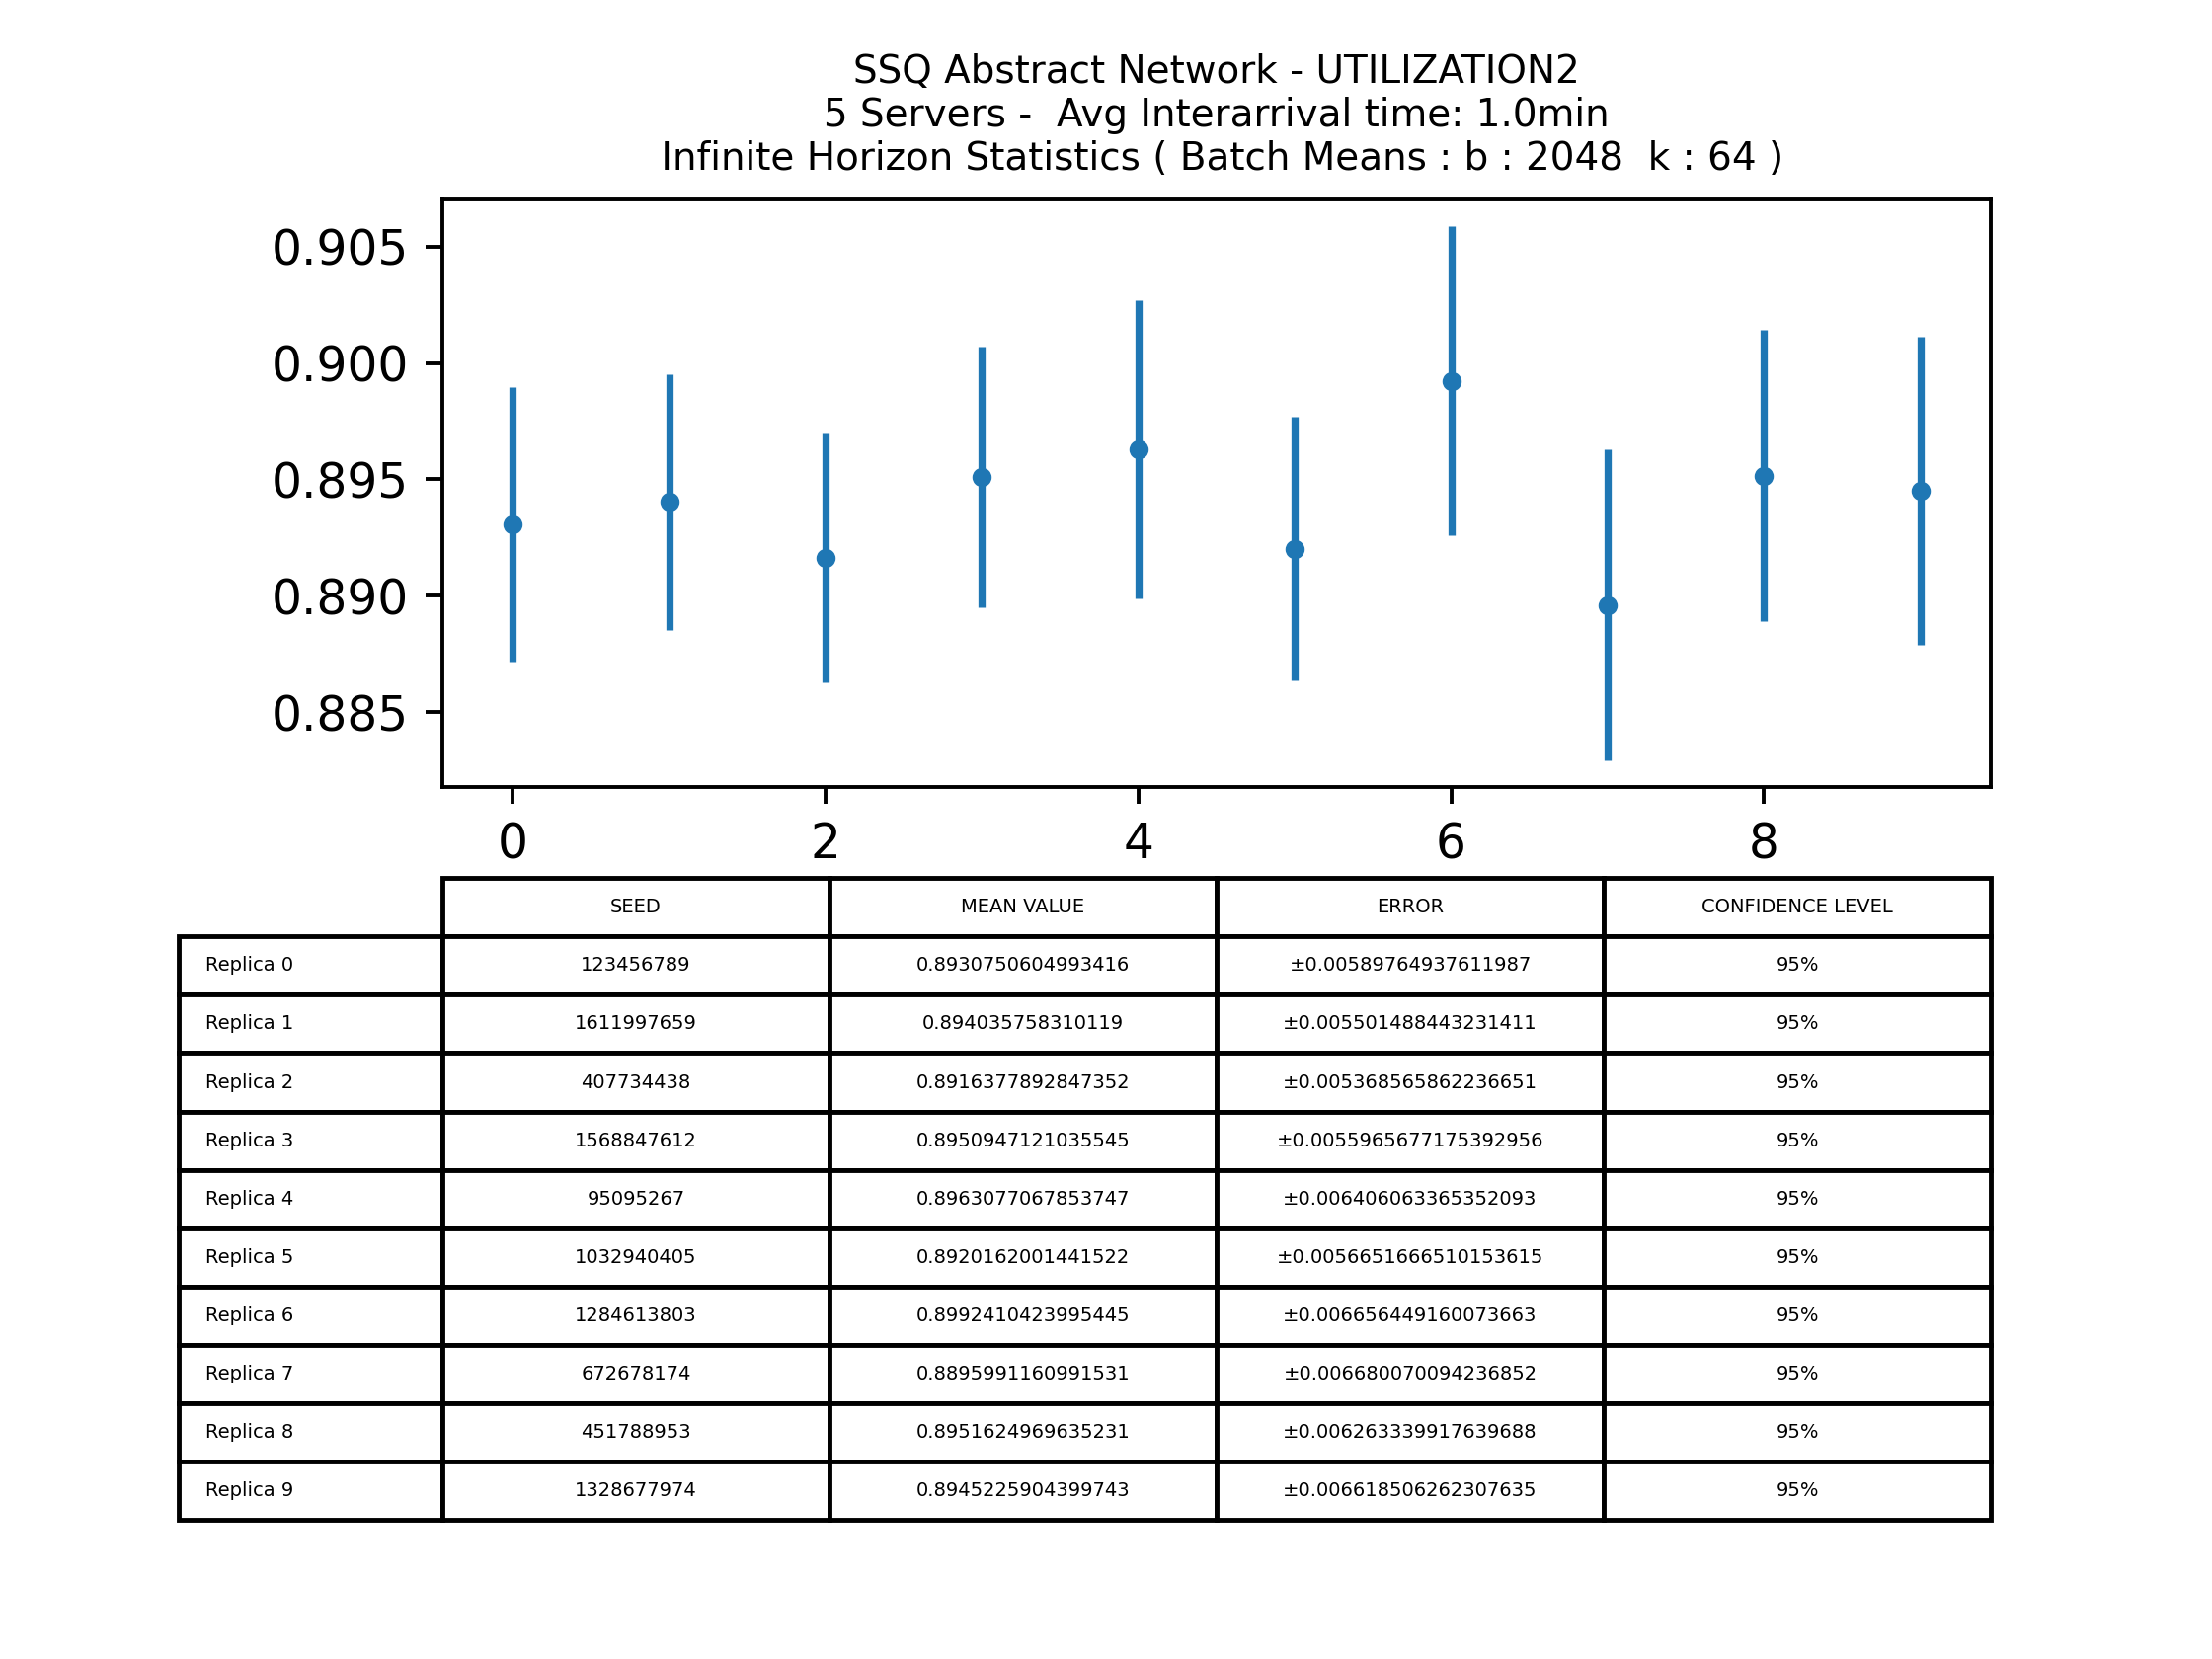 SSQ Abstract Network - UTILIZATION2
5 Servers -  Avg Interarrival time: 1.0min
Infinite Horizon Statistics ( Batch Means : b : 2048  k : 64 )
0.905
0.900
0.895
0.890
0.885
0 2 4 6 8
SEED MEAN VALUE ERROR CONFIDENCE LEVEL
Replica 0 123456789 0.8930750604993416 ±0.00589764937611987 95%
Replica 1 1611997659 0.894035758310119 ±0.005501488443231411 95%
Replica 2 407734438 0.8916377892847352 ±0.005368565862236651 95%
Replica 3 1568847612 0.8950947121035545 ±0.0055965677175392956 95%
Replica 4 95095267 0.8963077067853747 ±0.006406063365352093 95%
Replica 5 1032940405 0.8920162001441522 ±0.0056651666510153615 95%
Replica 6 1284613803 0.8992410423995445 ±0.006656449160073663 95%
Replica 7 672678174 0.8895991160991531 ±0.006680070094236852 95%
Replica 8 451788953 0.8951624969635231 ±0.006263339917639688 95%
Replica 9 1328677974 0.8945225904399743 ±0.006618506262307635 95%